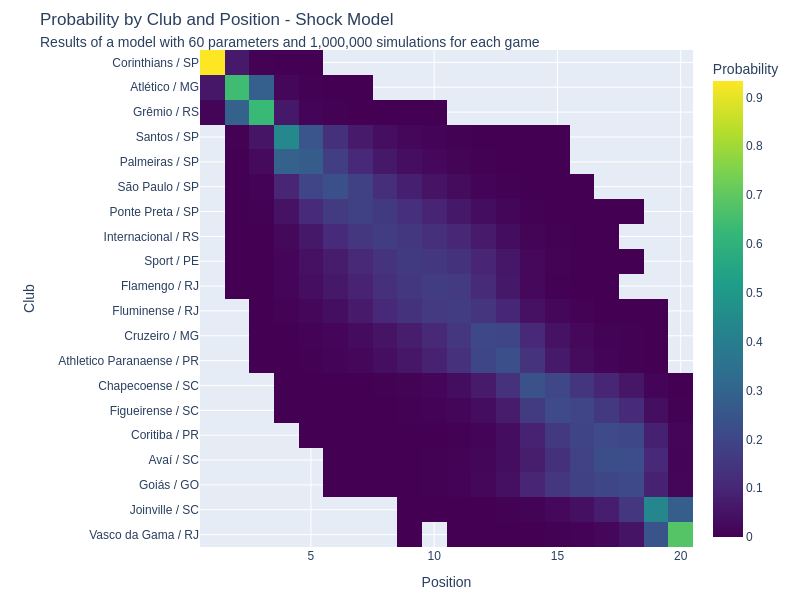 Probability by Club and Position - Shock Model
Results of a model with 60 parameters and 1,000,000 simulations for each game
Probability
Club
Corinthians / SP
Atlético / MG
Grêmio / RS
Santos / SP
Palmeiras / SP
São Paulo / SP
Ponte Preta / SP
Internacional / RS
Sport / PE
Flamengo / RJ
Fluminense / RJ
Cruzeiro / MG
Athletico Paranaense / PR
Chapecoense / SC
Figueirense / SC
Coritiba / PR
Avaí / SC
Goiás / GO
Joinville / SC
Vasco da Gama / RJ
0.9
0.8
0.7
0.6
0.5
0.4
0.3
0.2
0.1
0
5 10 15 20
Position